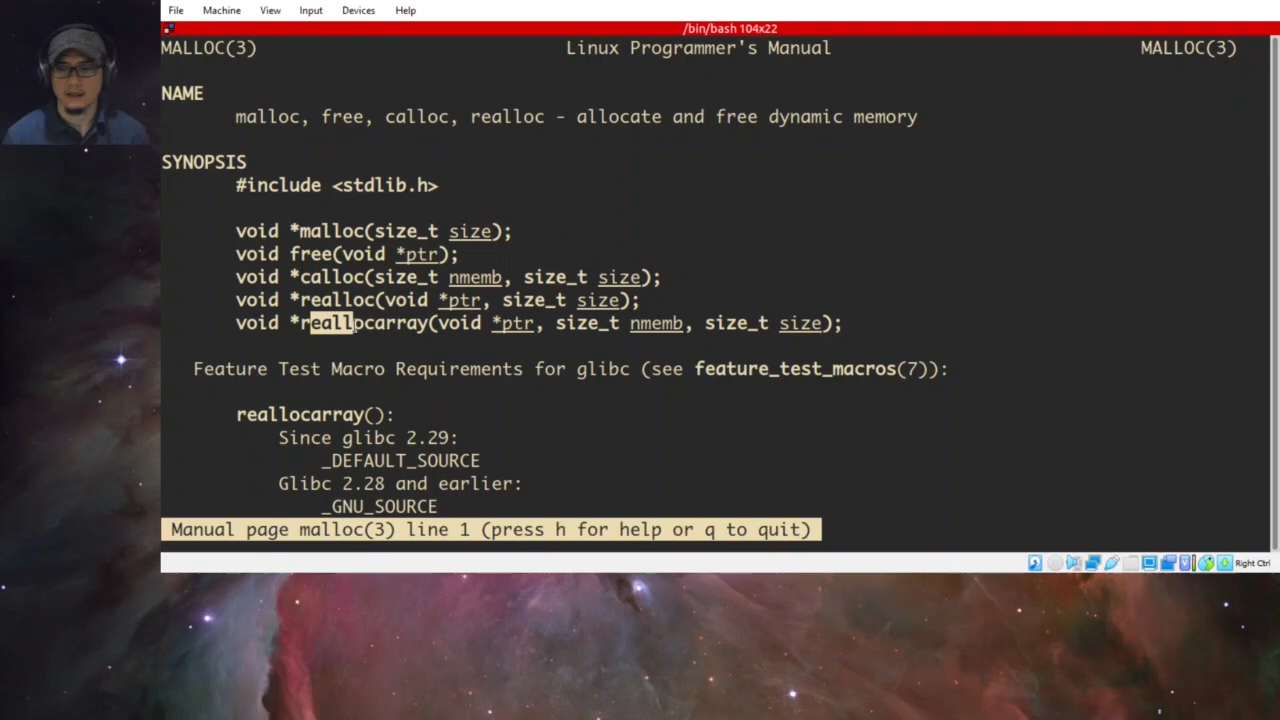 File Machine View Input Devices Help
/bin/bash 104x22
MALLOC(3) Linux Programmer's Manual MALLOC(3)
NAME
malloc, free, calloc, realloc - allocate and free dynamic memory
SYNOPSIS
#include <stdlib.h>
void *malloc(size_t size);
void free(void *ptr);
void *calloc(size_t nmemb, size_t size);
void *realloc(void *ptr, size_t size);
void *reallocarray(void *ptr, size_t nmemb, size_t size);
Feature Test Macro Requirements for glibc (see feature_test_macros(7)):
reallocarray():
Since glibc 2.29:
_DEFAULT_SOURCE
Glibc 2.28 and earlier:
_GNU_SOURCE
Manual page malloc(3) line 1 (press h for help or q to quit)
Right Ctrl